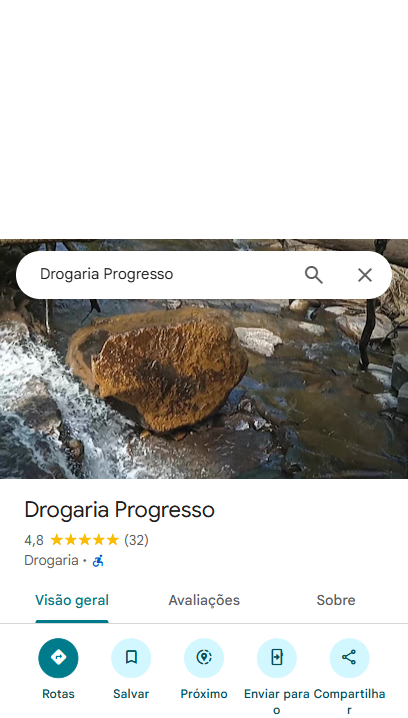 Drogaria Progresso
Drogaria Progresso
4,8 ★★★★★ (32)
Drogaria ·
Visão geral
Avaliações
Sobre
Rotas
Salvar
Próximo
Enviar para o
Compartilhar